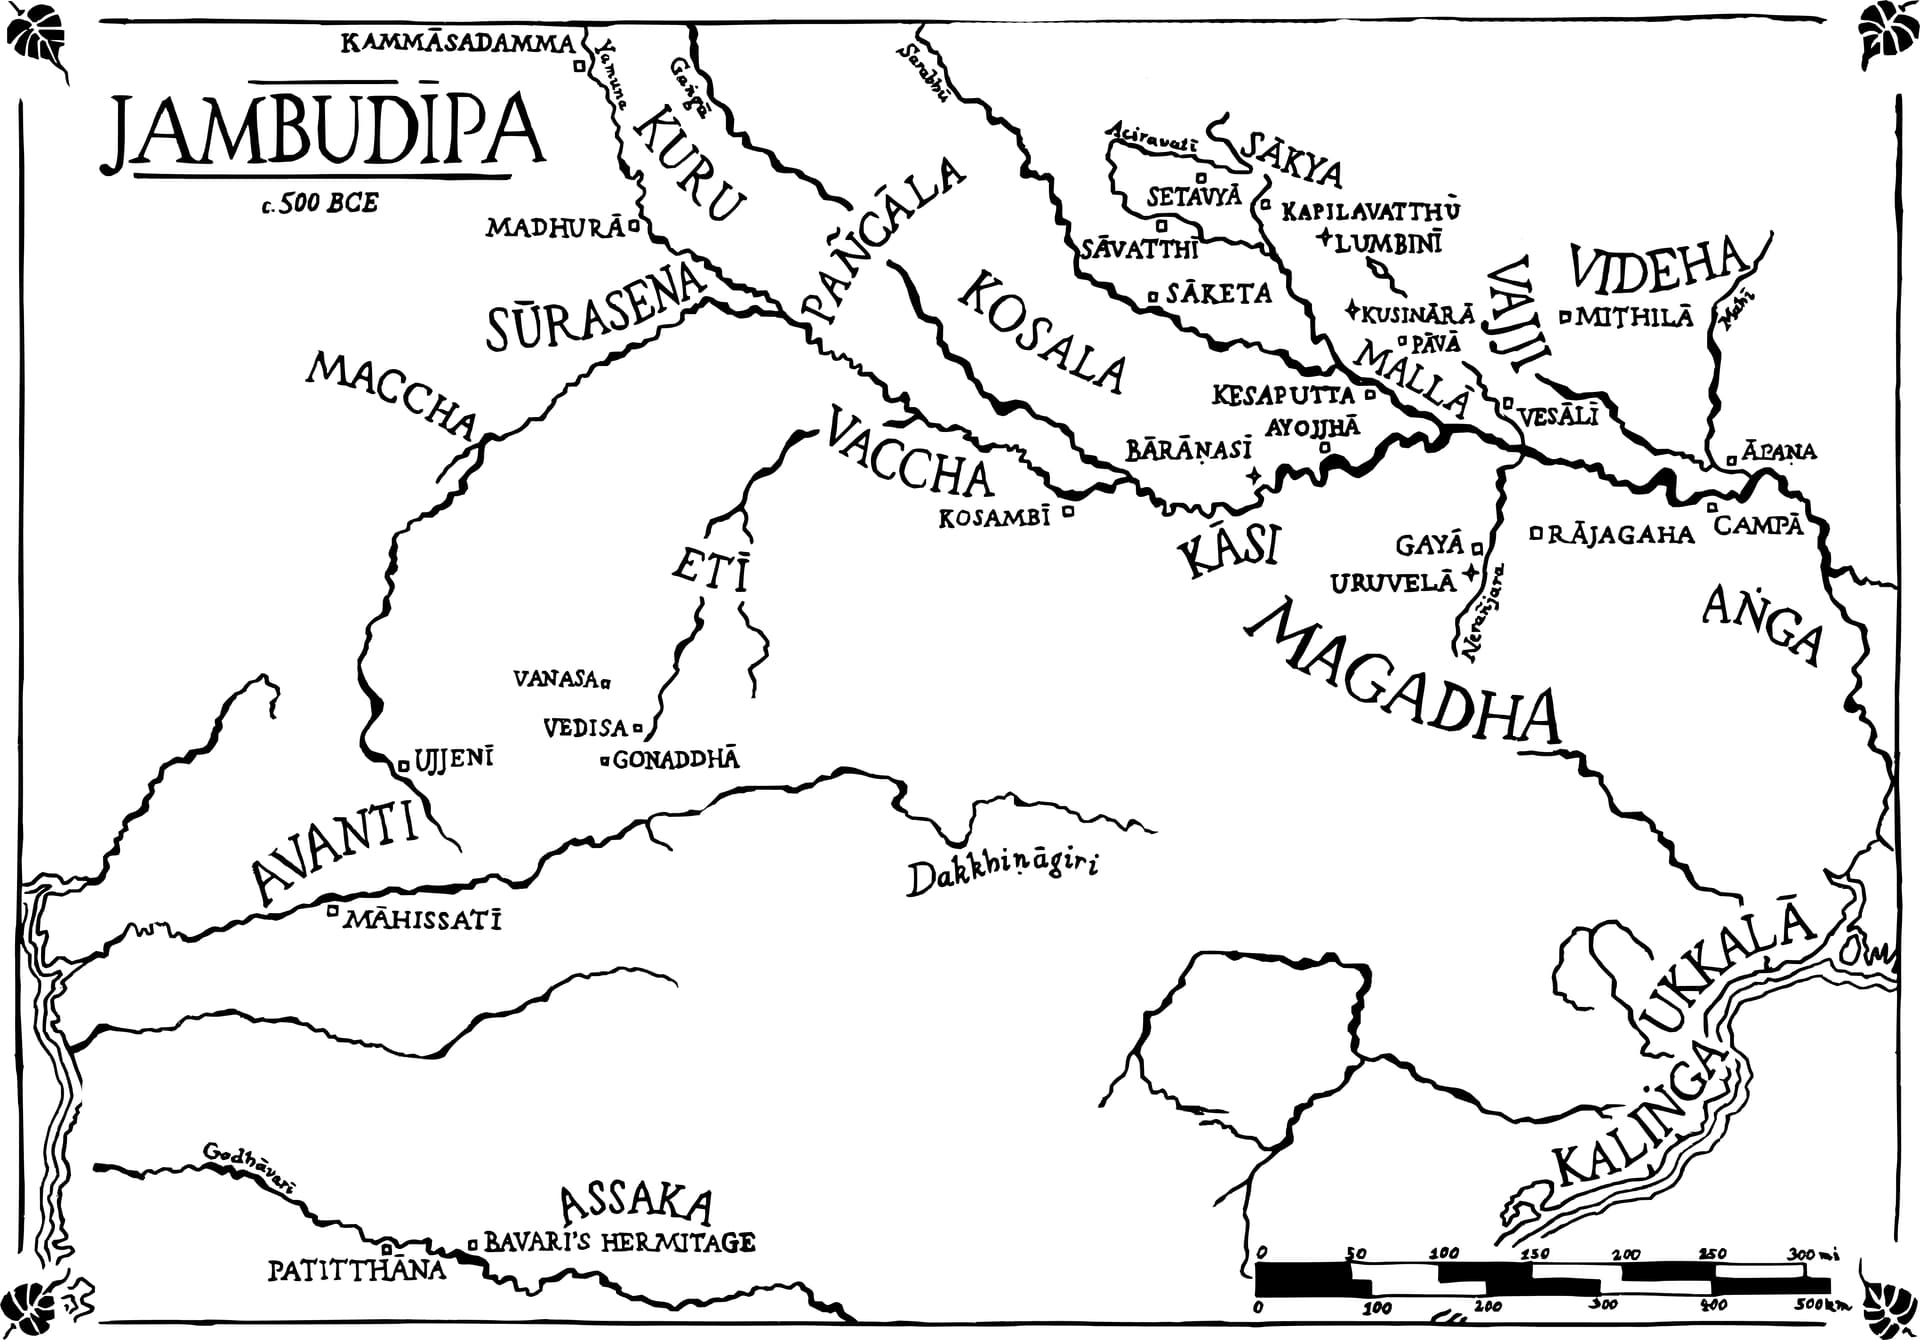 KAMMĀSADAMMA
Yamuna
Gaṅgā
Sarabhū
JAMBUDĪPA
c. 500 BCE
KURU
Aciravatī
SĀKYA
SETAVYĀ
KAPILAVATTHU
MADHURĀ
PAÑCĀLA
SĀVATTHĪ
LUMBINĪ
VIDEHA
SŪRASENA
KOSALA
SĀKETA
KUSINĀRĀ
VAJJI
MITHILĀ
Mahī
PĀVĀ
MACCHA
MALLĀ
KESAPUTTA
VESĀLĪ
AYOJJHĀ
VACCHA
BĀRĀṆASĪ
ĀPAṆA
KOSAMBĪ
CAMPĀ
KĀSI
GAYĀ
RĀJAGAHA
ETĪ
URUVELĀ
Nerañjara
AṄGA
MAGADHA
VANASA
VEDISA
UJJENĪ
GONADDHĀ
AVANTI
Dakkhiṇāgiri
MĀHISSATĪ
UKKALĀ
KALIṄGA
Godhāvarī
ASSAKA
BAVARI'S HERMITAGE
PATITTHĀNA
0 50 100 150 200 250 300 mi
0 100 200 300 400 500 km